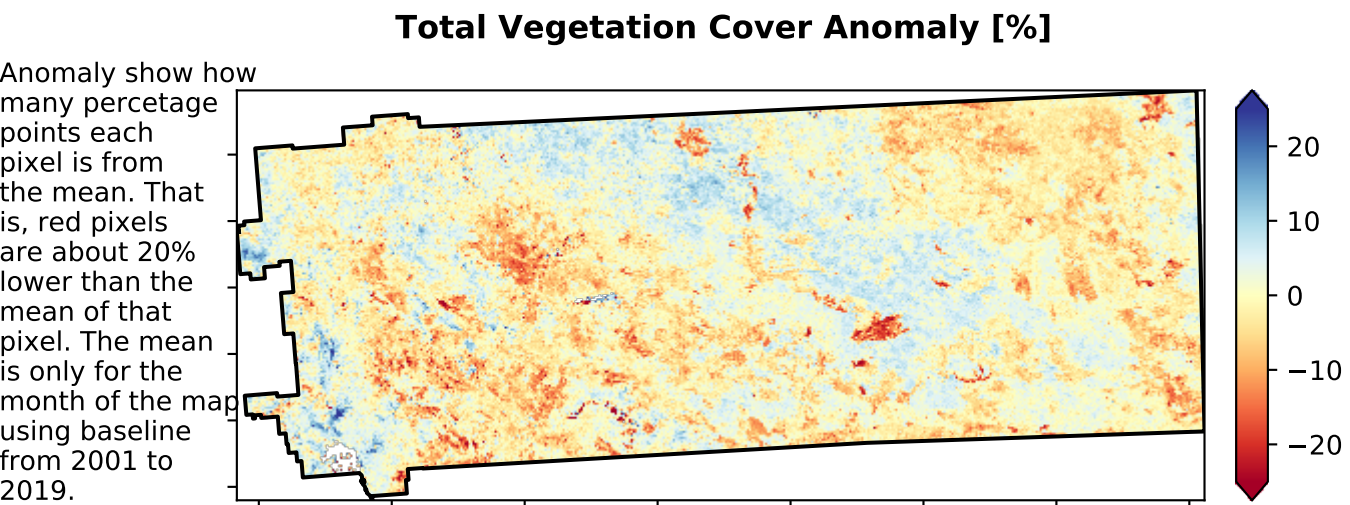 Total Vegetation Cover Anomaly [%]
Anomaly show how
many percetage
points each
pixel is from
the mean. That
is, red pixels
are about 20%
lower than the
mean of that
pixel. The mean
is only for the
month of the map
using baseline
from 2001 to
2019.
20
10
0
−10
−20